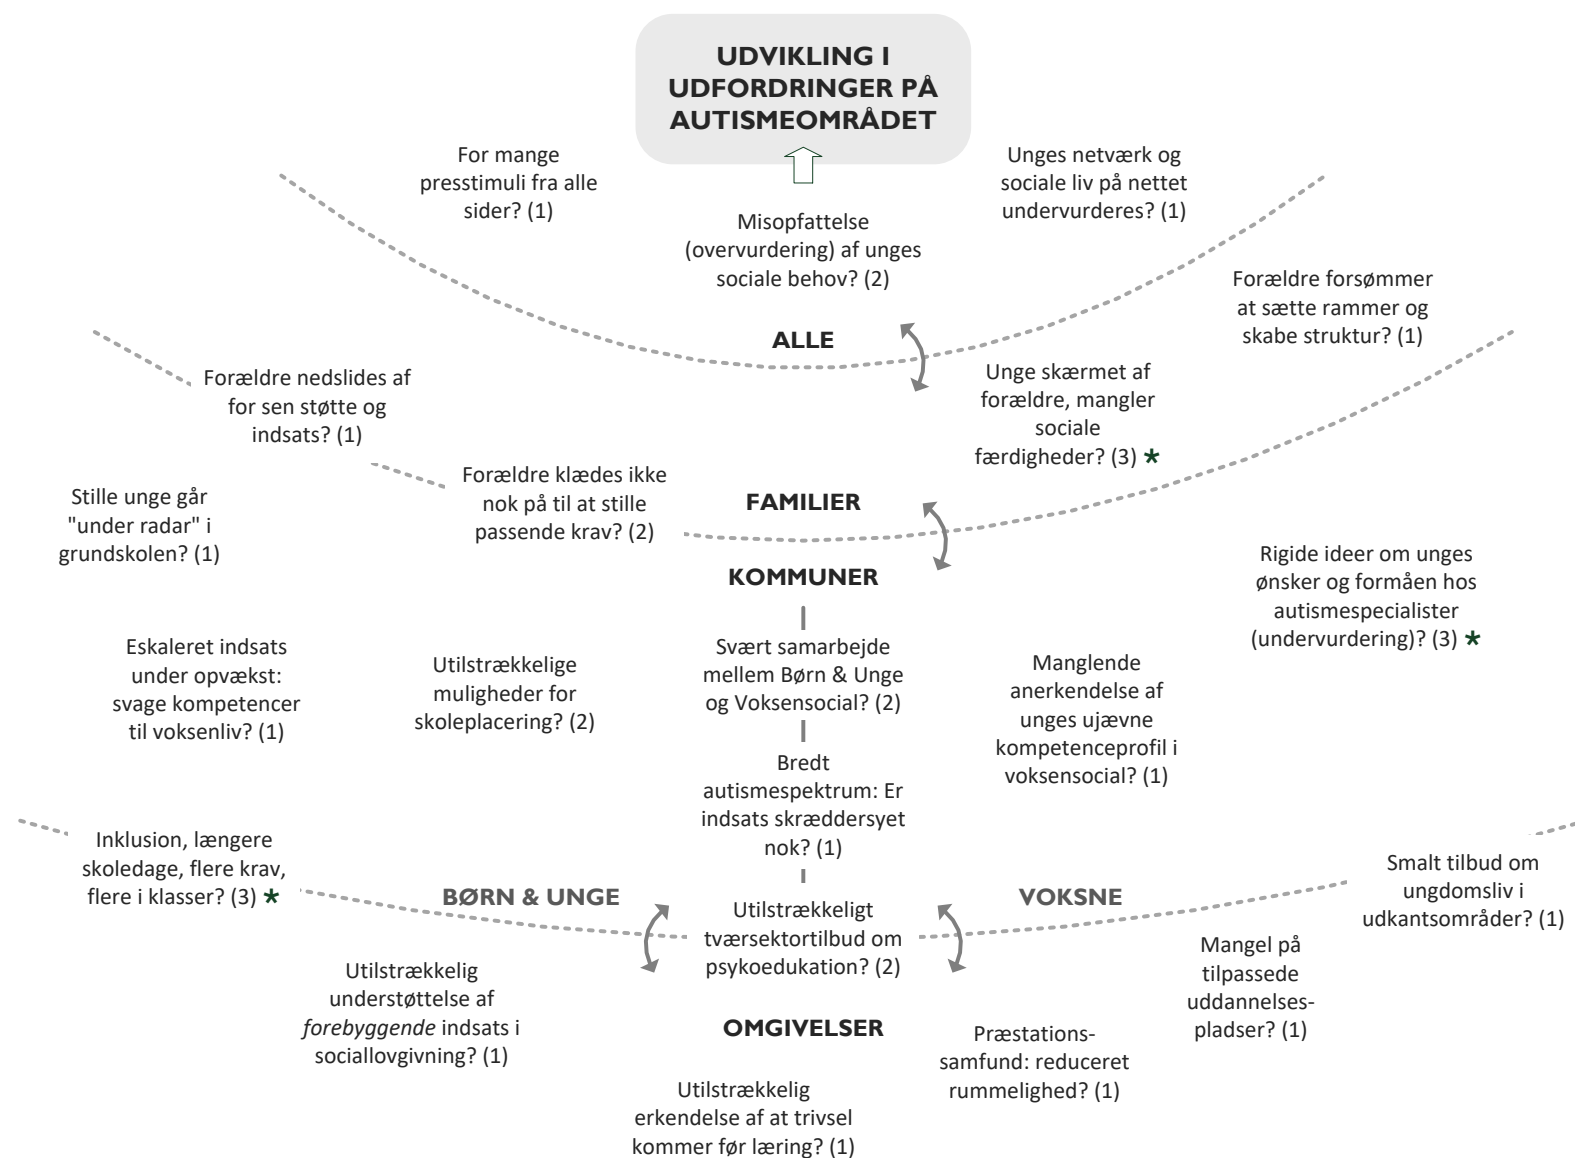 UDVIKLING I
UDFORDRINGER PÅ
AUTISMEOMRÅDET
For mange
presstimuli fra alle
sider? (1)
Misopfattelse
(overvurdering) af unges
sociale behov? (2)
Unges netværk og
sociale liv på nettet
undervurderes? (1)
ALLE
Forældre forsømmer
at sætte rammer og
skabe struktur? (1)
Forældre nedslides af
for sen støtte og
indsats? (1)
Unge skærmet af
forældre, mangler
sociale
færdigheder? (3) *
Forældre klædes ikke
nok på til at stille
passende krav? (2)
FAMILIER
Stille unge går
"under radar" i
grundskolen? (1)
KOMMUNER
Rigide ideer om unges
ønsker og formåen hos
autismespecialister
(undervurdering)? (3) *
Eskaleret indsats
under opvækst:
svage kompetencer
til voksenliv? (1)
Utilstrækkelige
muligheder for
skoleplacering? (2)
Svært samarbejde
mellem Børn & Unge
og Voksensocial? (2)
Manglende
anerkendelse af
unges ujævne
kompetenceprofil i
voksensocial? (1)
Bredt
autismespektrum: Er
indsats skræddersyet
nok? (1)
Inklusion, længere
skoledage, flere krav,
flere i klasser? (3) *
BØRN & UNGE
VOKSNE
Smalt tilbud om
ungdomsliv i
udkantsområder? (1)
Utilstrækkeligt
tværsektortilbud om
psykoedukation? (2)
Mangel på
tilpassede
uddannelses-
pladser? (1)
Utilstrækkelig
understøttelse af
forebyggende indsats i
sociallovgivning? (1)
OMGIVELSER
Præstations-
samfund: reduceret
rummelighed? (1)
Utilstrækkelig
erkendelse af at trivsel
kommer før læring? (1)